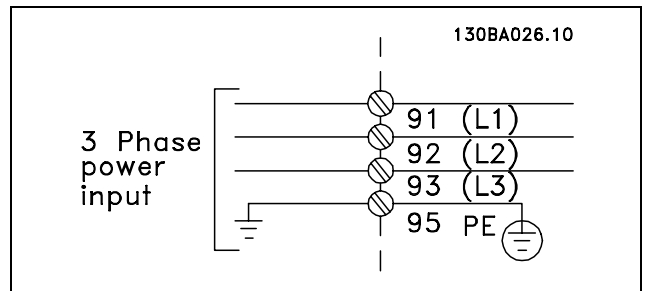 130BA026.10
3 Phase
power
input
91 (L1)
92 (L2)
93 (L3)
95 PE